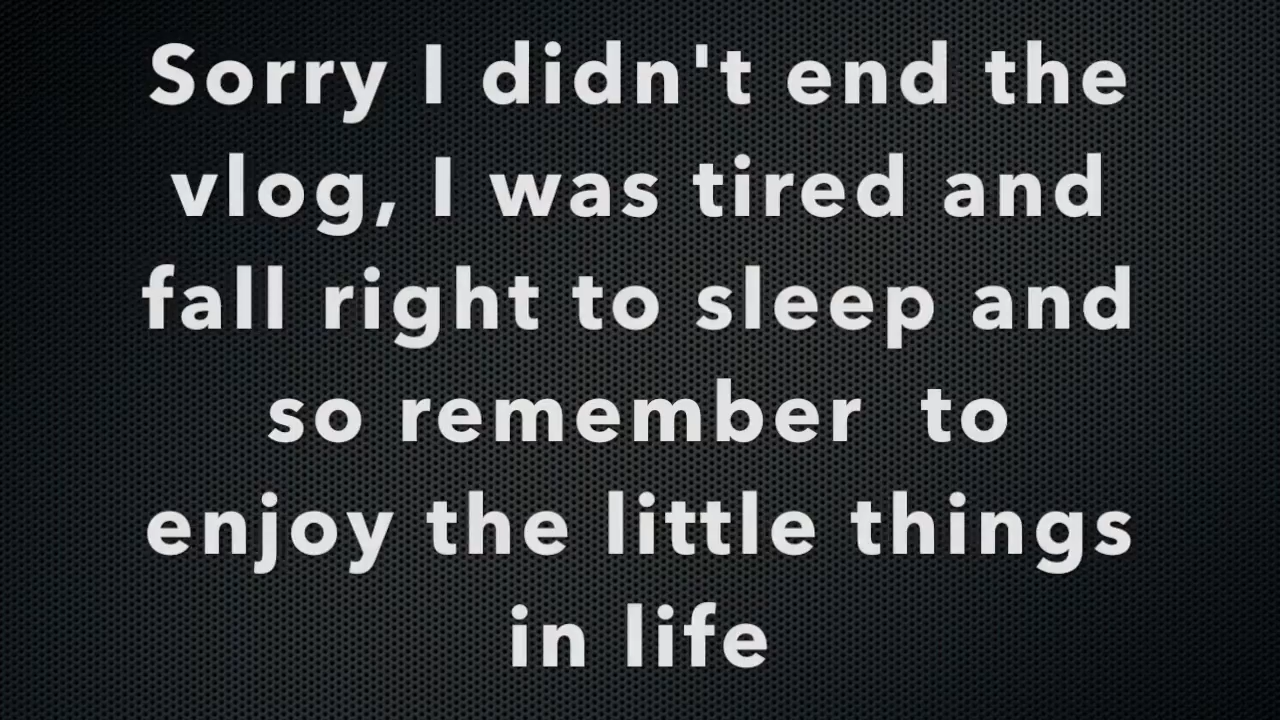 Sorry I didn't end the
vlog, I was tired and
fall right to sleep and
so remember  to
enjoy the little things
in life